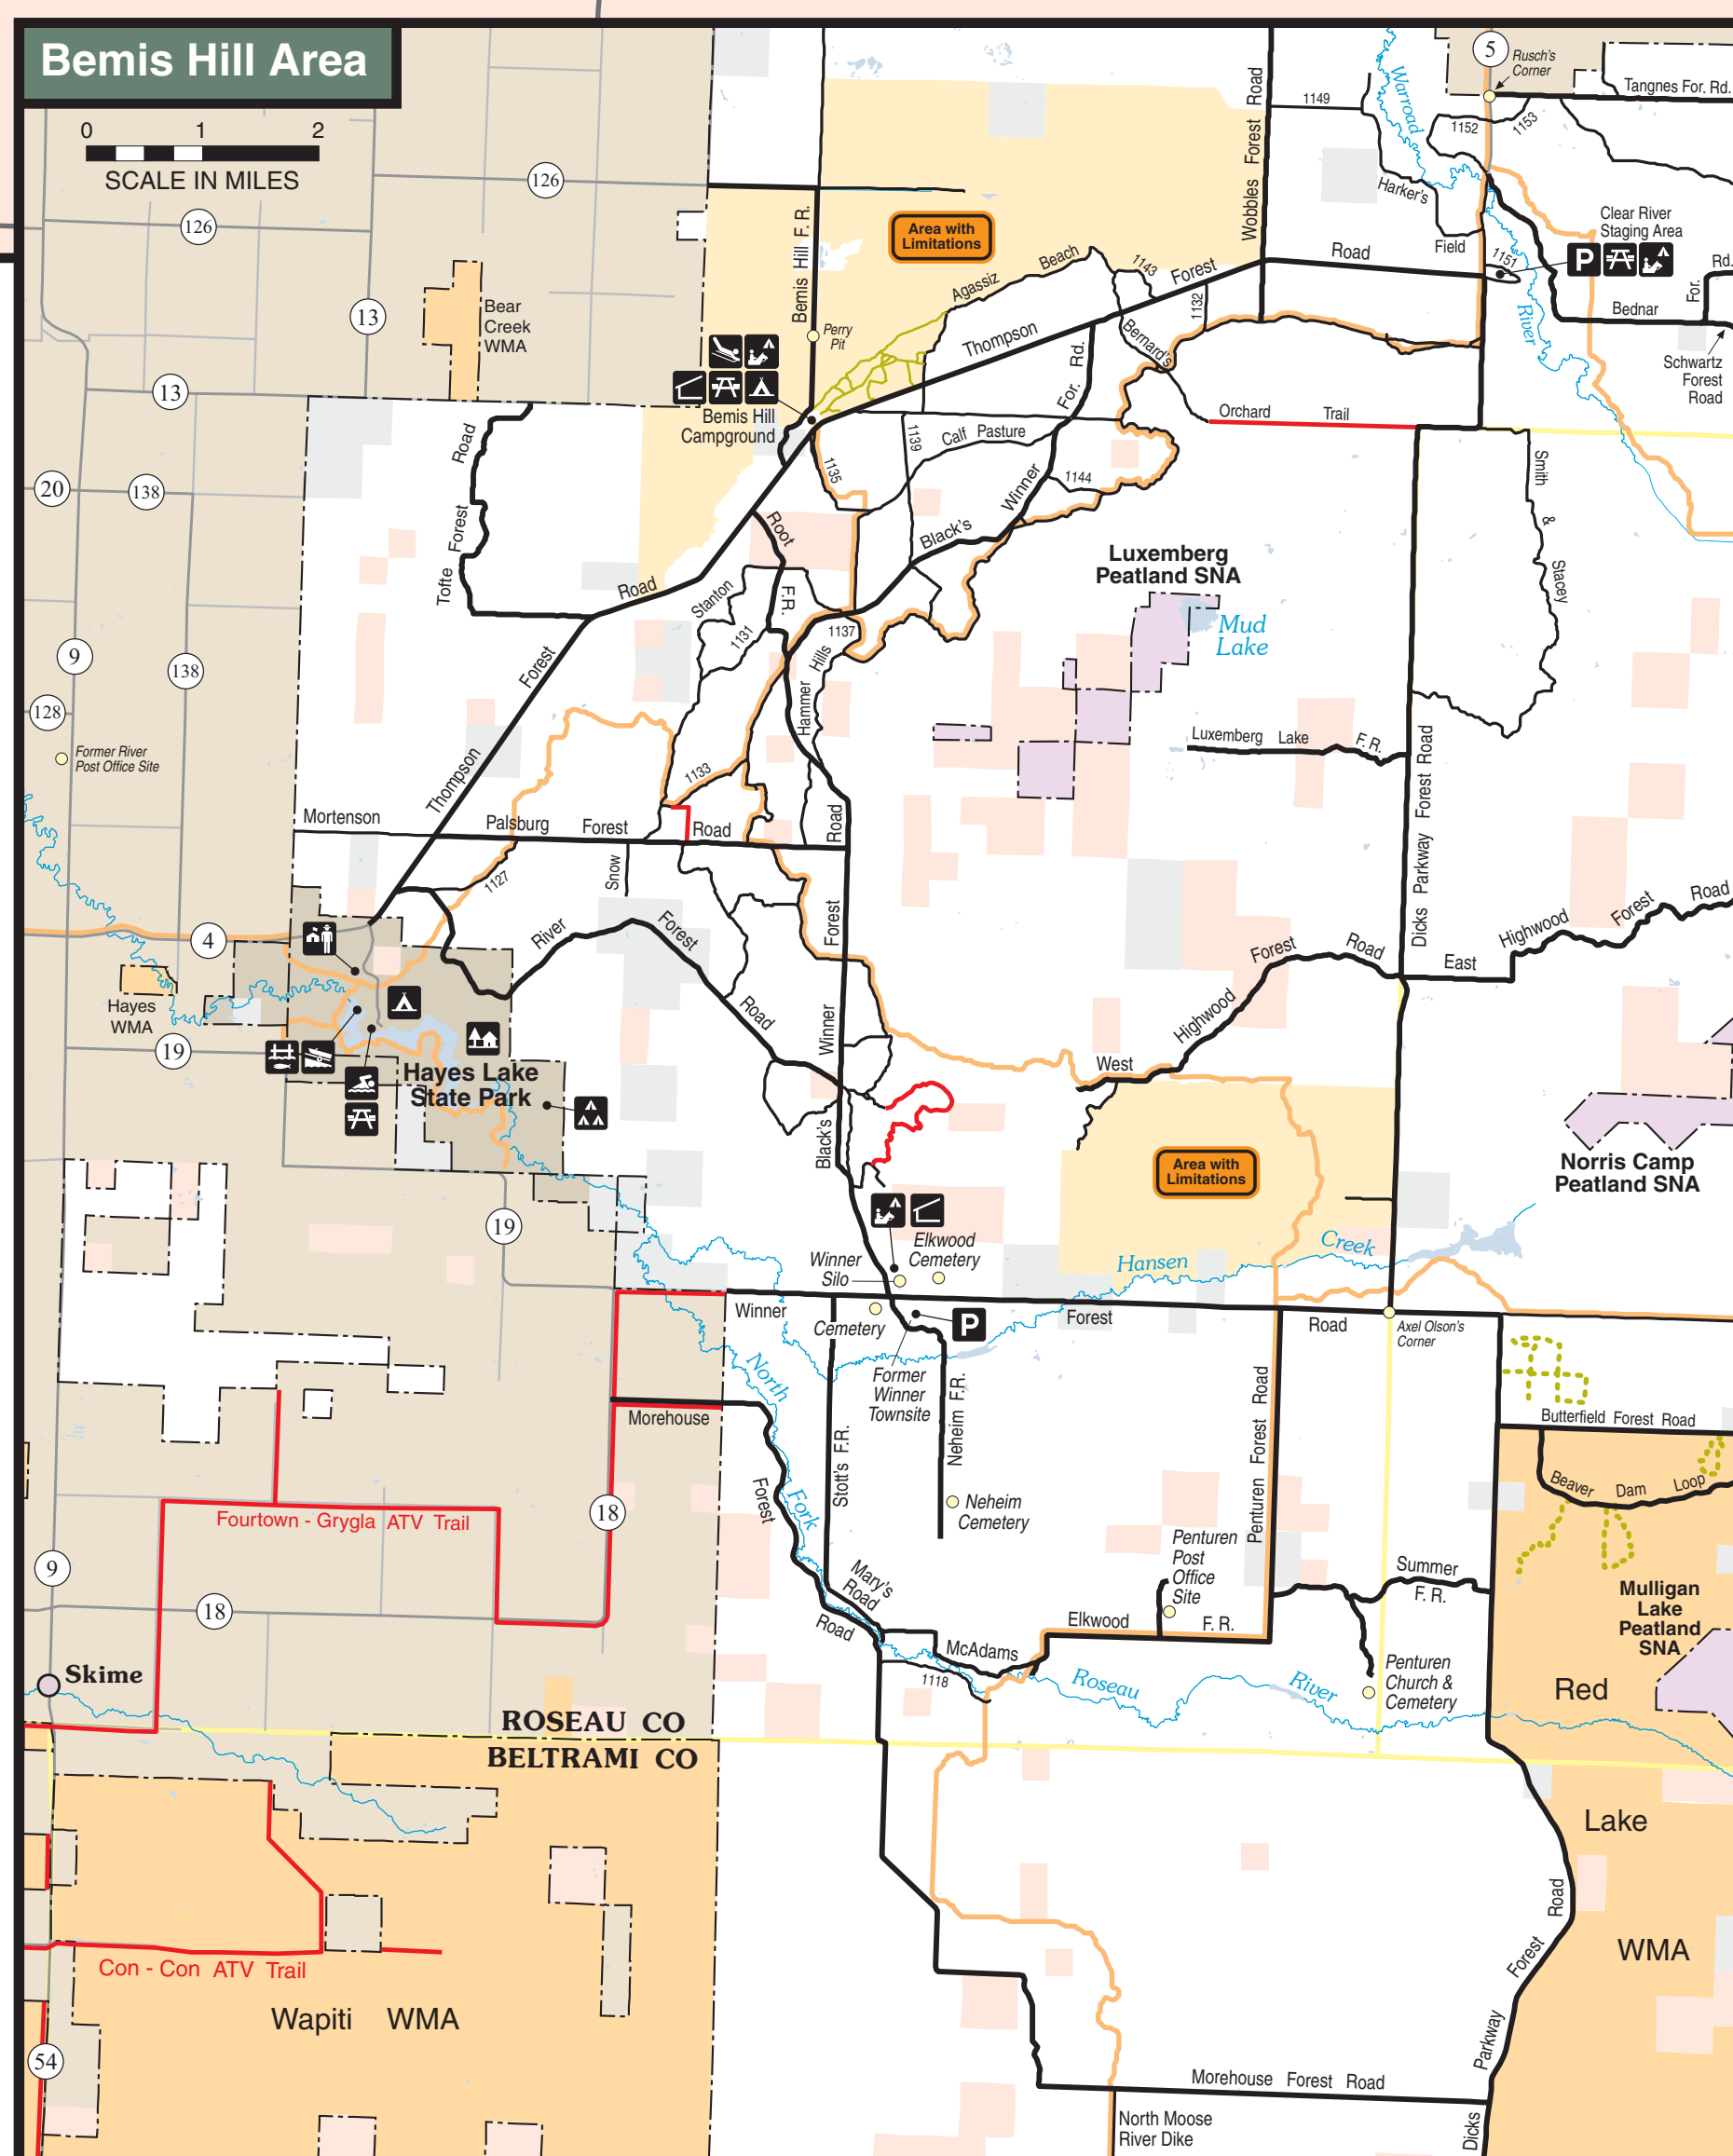 Bemis Hill Area
0 1 2
SCALE IN MILES
5
Rusch's
Corner
Tangnes For. Rd.
1149
1152
1153
Warroad
River
Harker's
Field
Wobbles Forest Road
Clear River
Staging Area
P
1151
Rd.
For.
Bednar
Schwartz
Forest
Road
126
126
13
13
Bear
Creek
WMA
Bemis Hill F.R.
Area with
Limitations
Perry
Pit
Agassiz Beach
1143
Thompson Forest Road
1132
Bernard's
Bemis Hill
Campground
Orchard Trail
1139
Calf Pasture
1135
1144
Black's Winner For. Rd.
Smith & Stacey
20
138
138
9
128
Tofte Forest Road
Root F.R.
Stanton
1131
1137
Hammer Hills
Luxemberg
Peatland SNA
Mud
Lake
Luxemberg Lake F.R.
Former River
Post Office Site
Thompson Forest Road
1133
Mortenson
Palsburg Forest Road
Dicks Parkway Forest Road
1127
Snow
River Forest Road
Black's Winner Forest Road
4
Hayes
WMA
19
Hayes Lake
State Park
West Highwood Forest Road
East Highwood Forest Road
Area with
Limitations
Norris Camp
Peatland SNA
19
Winner
Silo
Elkwood
Cemetery
Hansen Creek
Winner Forest Road
Cemetery
P
Former
Winner
Townsite
Axel Olson's
Corner
Morehouse Forest Road
North Fork Roseau River
Stott's F.R.
Neheim F.R.
Penturen Forest Road
Butterfield Forest Road
Beaver Dam Loop
Neheim
Cemetery
Fourtown - Grygla ATV Trail
18
9
18
Mary's
Road
Penturen
Post
Office
Site
Summer
F.R.
Elkwood F.R.
McAdams
1118
Penturen
Church &
Cemetery
Mulligan
Lake
Peatland
SNA
Skime
ROSEAU CO
BELTRAMI CO
Red
Lake
WMA
Con - Con ATV Trail
Wapiti WMA
54
Dicks Parkway Forest Road
Morehouse Forest Road
North Moose
River Dike